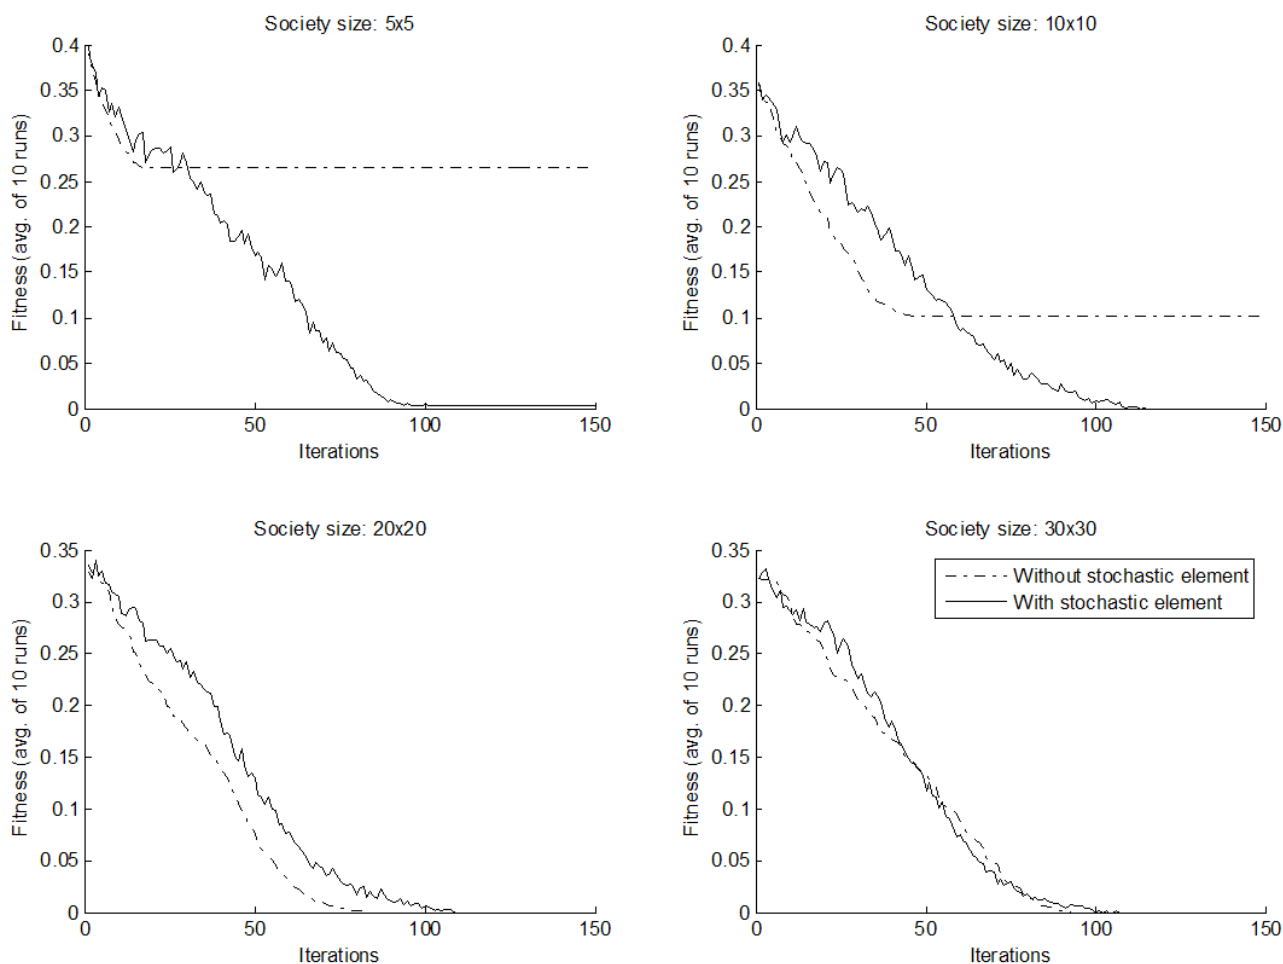 Society size: 5x5
0.4
0.35
0.3
0.25
0.2
0.15
0.1
0.05
0
Fitness (avg. of 10 runs)
0 50 100 150
Iterations
Society size: 10x10
0.4
0.35
0.3
0.25
0.2
0.15
0.1
0.05
0
Fitness (avg. of 10 runs)
0 50 100 150
Iterations
Society size: 20x20
0.35
0.3
0.25
0.2
0.15
0.1
0.05
0
Fitness (avg. of 10 runs)
0 50 100 150
Iterations
Society size: 30x30
Without stochastic element
With stochastic element
0.35
0.3
0.25
0.2
0.15
0.1
0.05
0
Fitness (avg. of 10 runs)
0 50 100 150
Iterations